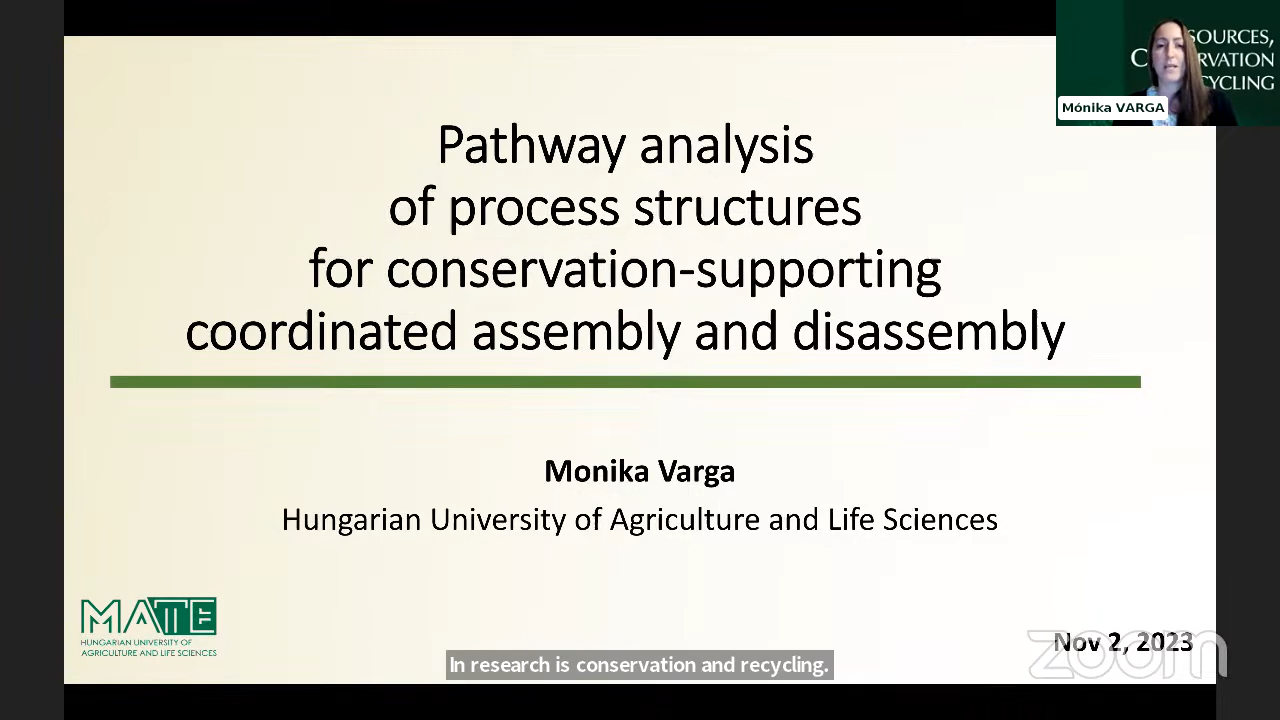 SOURCES,
C RVATION
CYCLING
Mónika VARGA
Pathway analysis
of process structures
for conservation-supporting
coordinated assembly and disassembly
Monika Varga
Hungarian University of Agriculture and Life Sciences
MATE
HUNGARIAN UNIVERSITY OF
AGRICULTURE AND LIFE SCIENCES
Nov 2, 2023
zoom
In research is conservation and recycling.